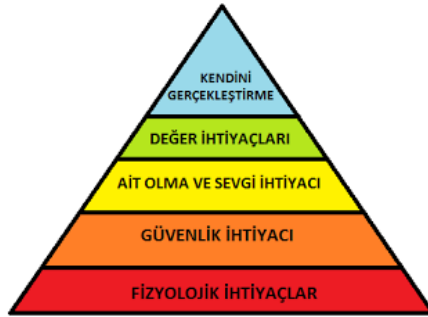 KENDİNİ
GERÇEKLEŞTİRME
DEĞER İHTİYAÇLARI
AİT OLMA VE SEVGİ İHTİYACI
GÜVENLİK İHTİYACI
FİZYOLOJİK İHTİYAÇLAR